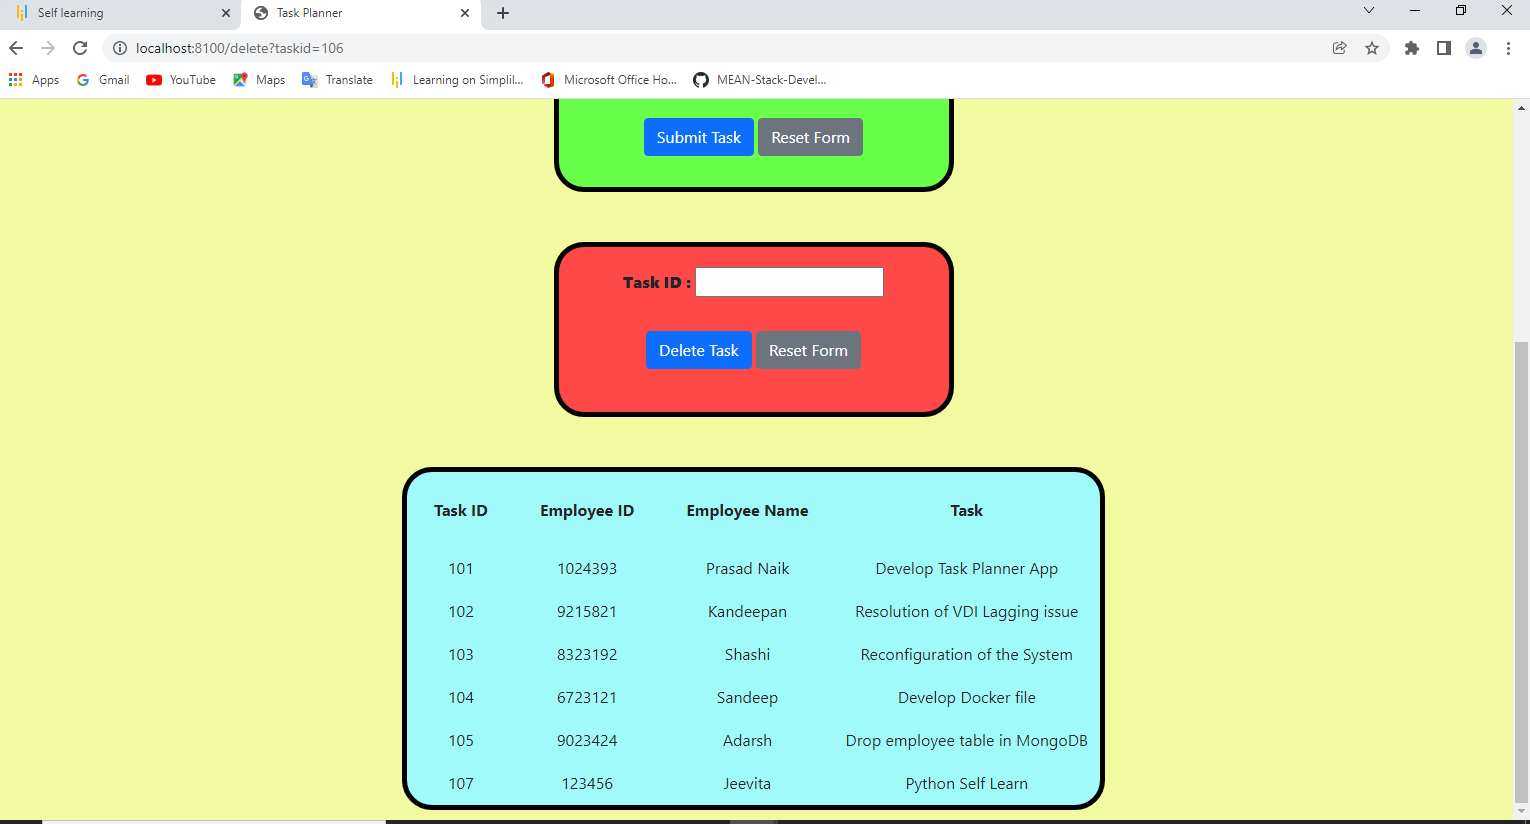 Self learning
Task Planner
localhost:8100/delete?taskid=106
Apps Gmail YouTube Maps Translate Learning on Simplil... Microsoft Office Ho... MEAN-Stack-Devel...
Submit Task Reset Form
Task ID :
Delete Task Reset Form
Task ID Employee ID Employee Name Task
101 1024393 Prasad Naik Develop Task Planner App
102 9215821 Kandeepan Resolution of VDI Lagging issue
103 8323192 Shashi Reconfiguration of the System
104 6723121 Sandeep Develop Docker file
105 9023424 Adarsh Drop employee table in MongoDB
107 123456 Jeevita Python Self Learn